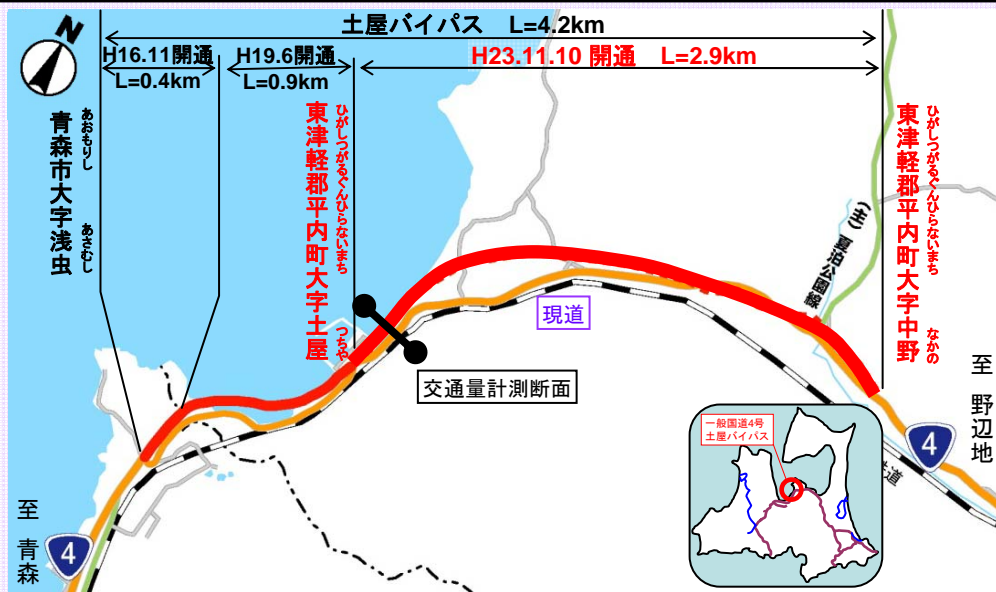 土屋バイパス L=4.2km
H16.11開通
L=0.4km
H19.6開通
L=0.9km
H23.11.10 開通 L=2.9km
N
青森市大字浅虫
あおもりし
あさむし
東津軽郡平内町大字土屋
ひがしつがるぐんひらないまち
つちや
東津軽郡平内町大字中野
ひがしつがるぐんひらないまち
なかの
(主)夏泊公園線
現道
交通量計測断面
至 野辺地
4
鉄道
一般国道4号
土屋バイパス
至 青森
4